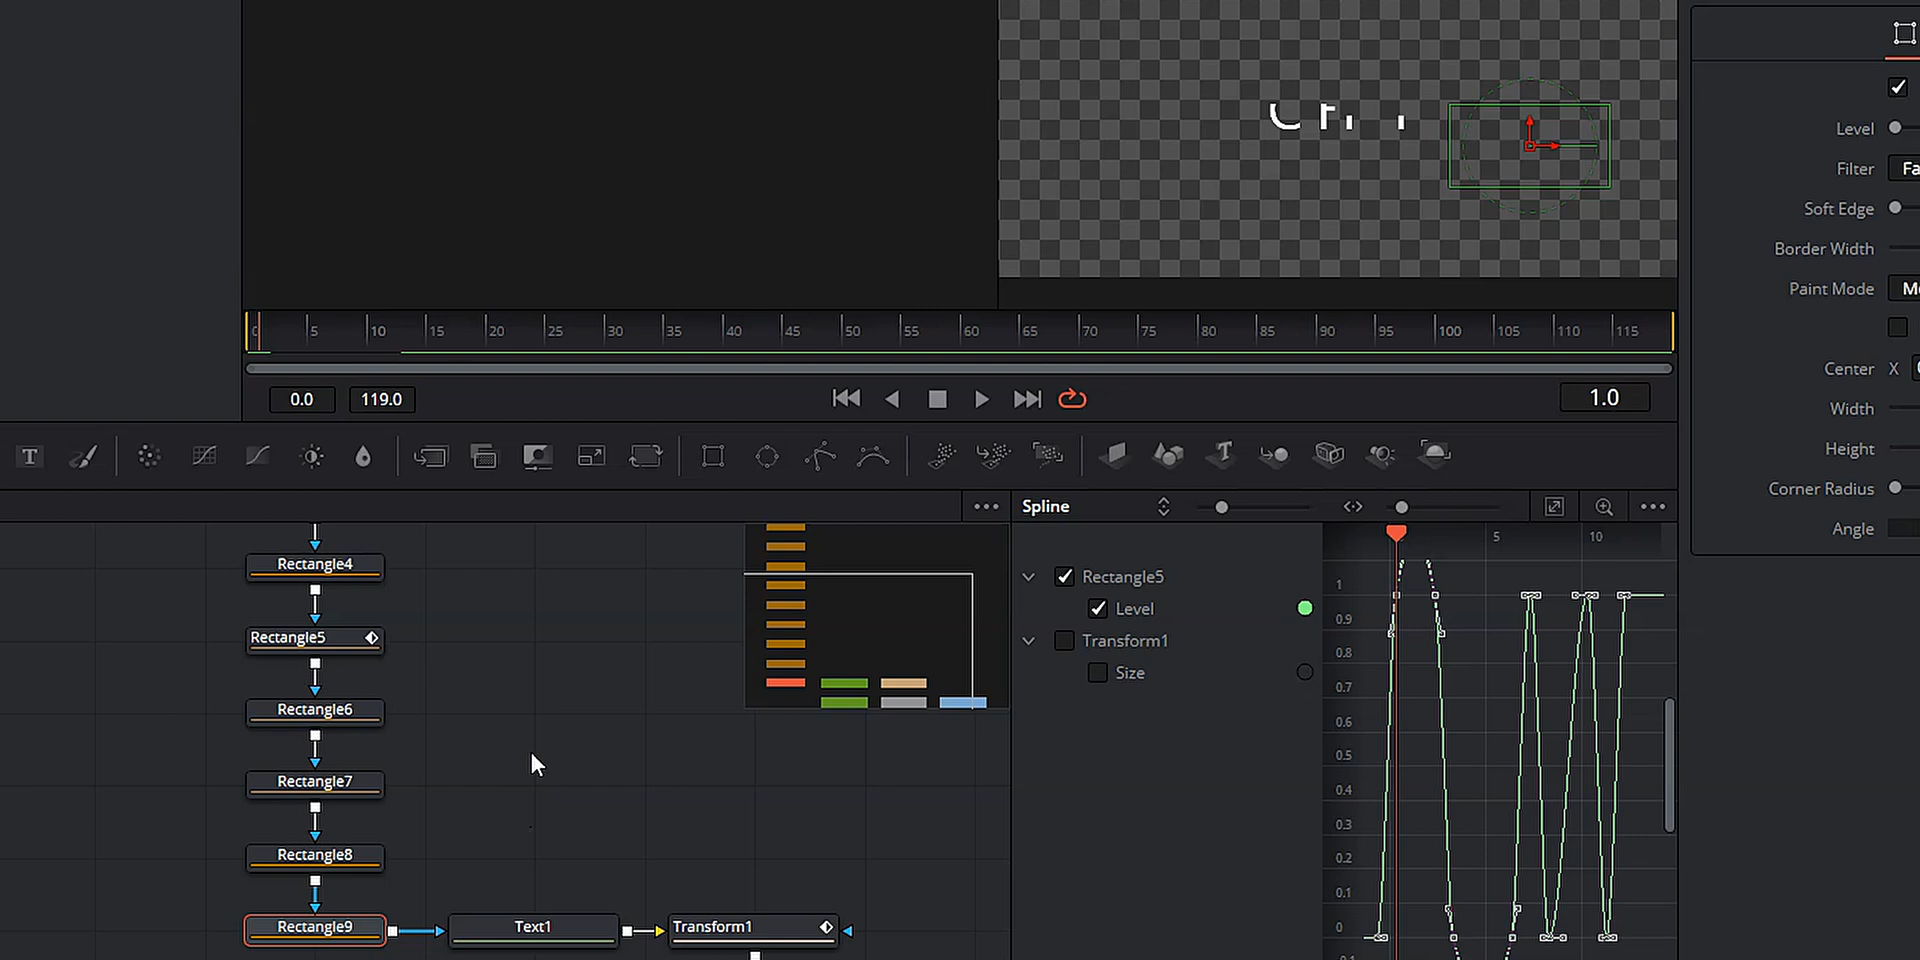 Level
Filter Fa
Soft Edge
Border Width
Paint Mode M
Center X
Width
Height
Corner Radius
Angle
0 5 10 15 20 25 30 35 40 45 50 55 60 65 70 75 80 85 90 95 100 105 110 115
0.0 119.0 1.0
T
Spline
5 10
Rectangle4
Rectangle5
Rectangle6
Rectangle7
Rectangle8
Rectangle9 Text1 Transform1
Rectangle5
Level
Transform1
Size
1
0.9
0.8
0.7
0.6
0.5
0.4
0.3
0.2
0.1
0